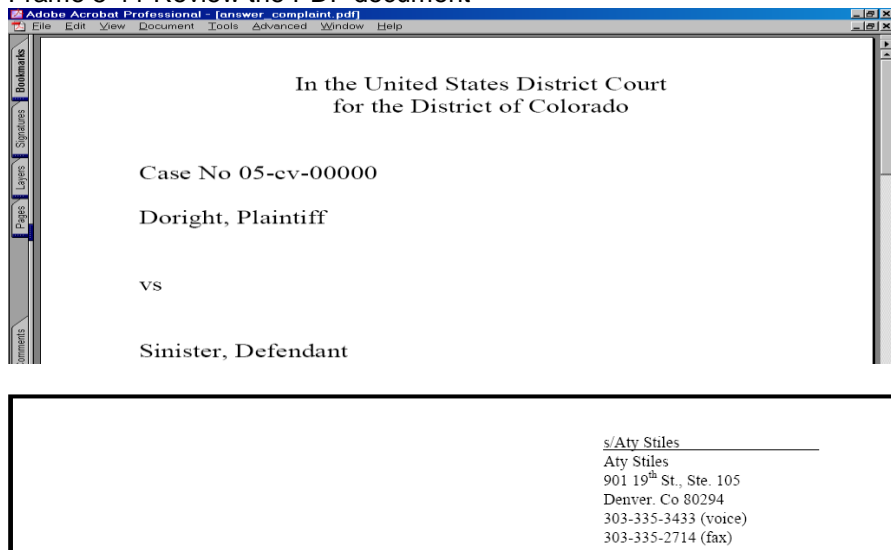 Adobe Acrobat Professional - [answer_complaint.pdf]
File Edit View Document Tools Advanced Window Help
Bookmarks
Signatures
Layers
Pages
Comments
In the United States District Court
for the District of Colorado
Case No 05-cv-00000
Doright, Plaintiff
vs
Sinister, Defendant
s/Aty Stiles
Aty Stiles
901 19th St., Ste. 105
Denver. Co 80294
303-335-3433 (voice)
303-335-2714 (fax)